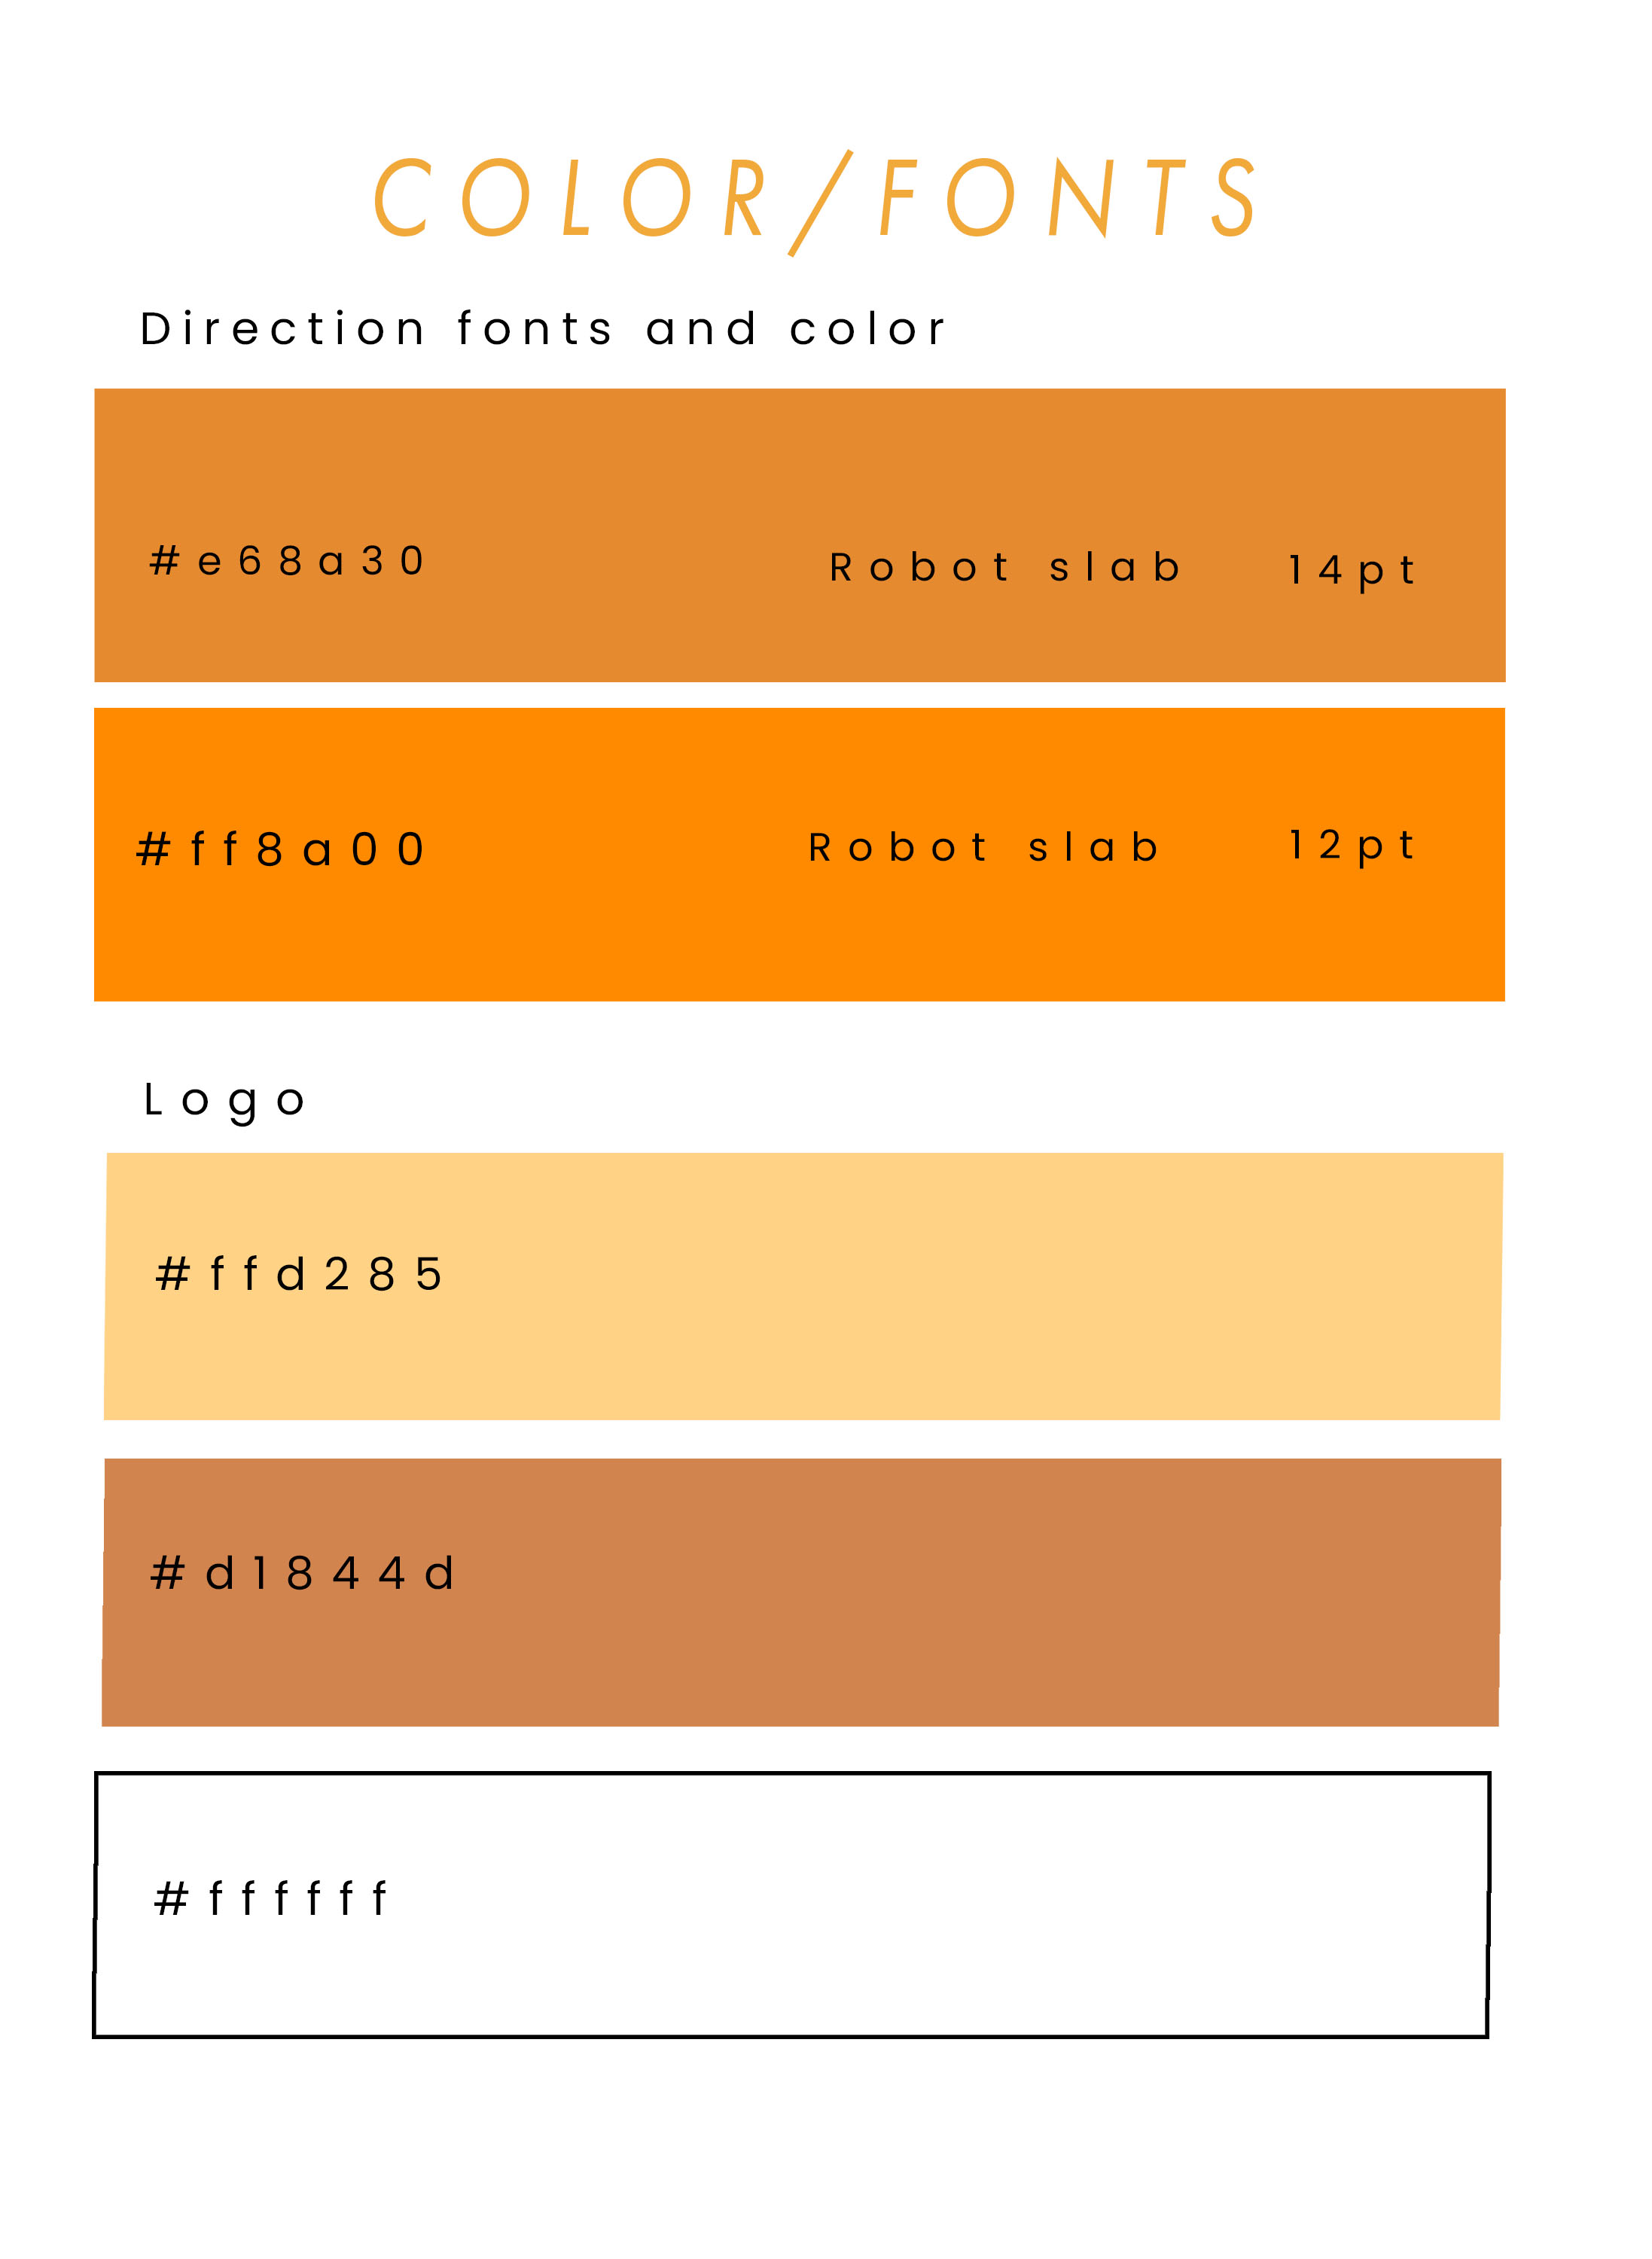 COLOR/FONTS
Direction fonts and color
#e68a30 Robot slab 14pt
#ff8a00 Robot slab 12pt
Logo
#ffd285
#d1844d
#ffffff